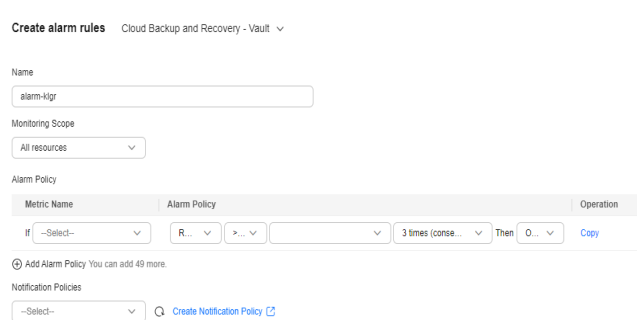 Create alarm rules Cloud Backup and Recovery - Vault
Name
alarm-klgr
Monitoring Scope
All resources
Alarm Policy
Metric Name Alarm Policy Operation
If --Select-- R... >... 3 times (conse... Then O... Copy
Add Alarm Policy You can add 49 more.
Notification Policies
--Select-- Create Notification Policy